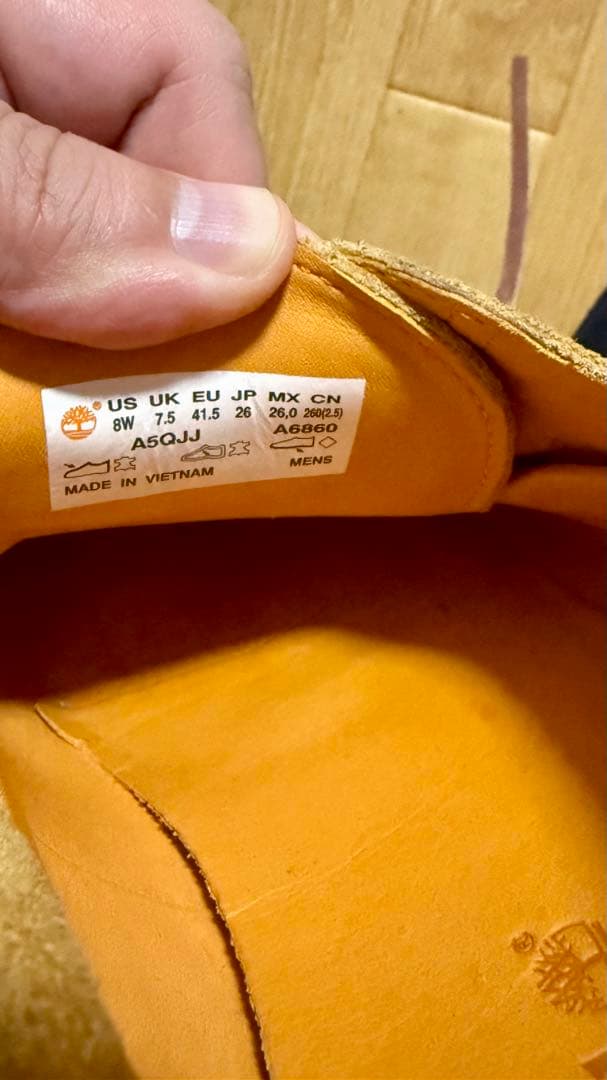 US UK EU JP MX CN
8W 7.5 41.5 26 26,0 260(2.5)
A5QJJ A6860
MENS
MADE IN VIETNAM